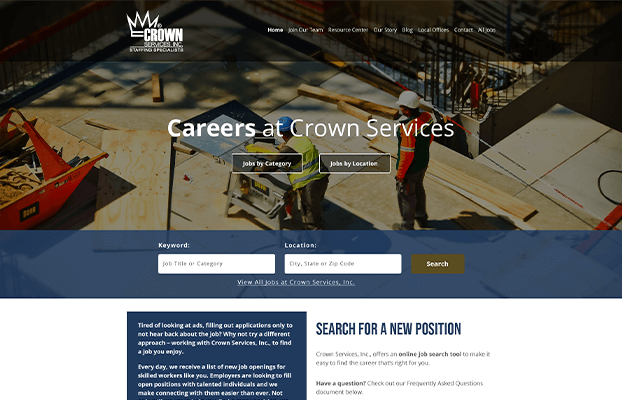 CROWN
SERVICES, INC.
STAFFING SPECIALISTS
Home Join Our Team Resource Center Our Story Blog Local Offices Contact All Jobs
Careers at Crown Services
Jobs by Category Jobs by Location
Keyword: Location:
Job Title or Category City, State or Zip Code Search
View All Jobs at Crown Services, Inc.
Tired of looking at ads, filling out applications only to
not hear back about the job? Why not try a different
approach – working with Crown Services, Inc., to find
a job you enjoy.
Every day, we receive a list of new job openings for
skilled workers like you. Employers are looking to fill
open positions with talented individuals and we
make connecting with them easier than ever. Not
SEARCH FOR A NEW POSITION
Crown Services, Inc., offers an online job search tool to make it
easy to find the career that's right for you.
Have a question? Check out our Frequently Asked Questions
document below.